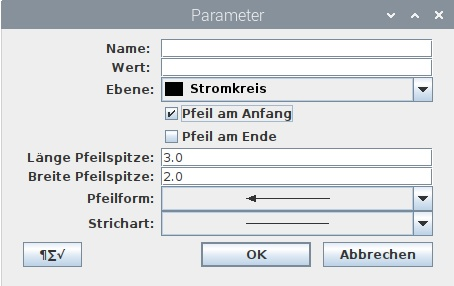 Parameter
Name:
Wert:
Ebene: Stromkreis
Pfeil am Anfang
Pfeil am Ende
Länge Pfeilspitze: 3.0
Breite Pfeilspitze: 2.0
Pfeilform:
Strichart:
¶∑√ OK Abbrechen